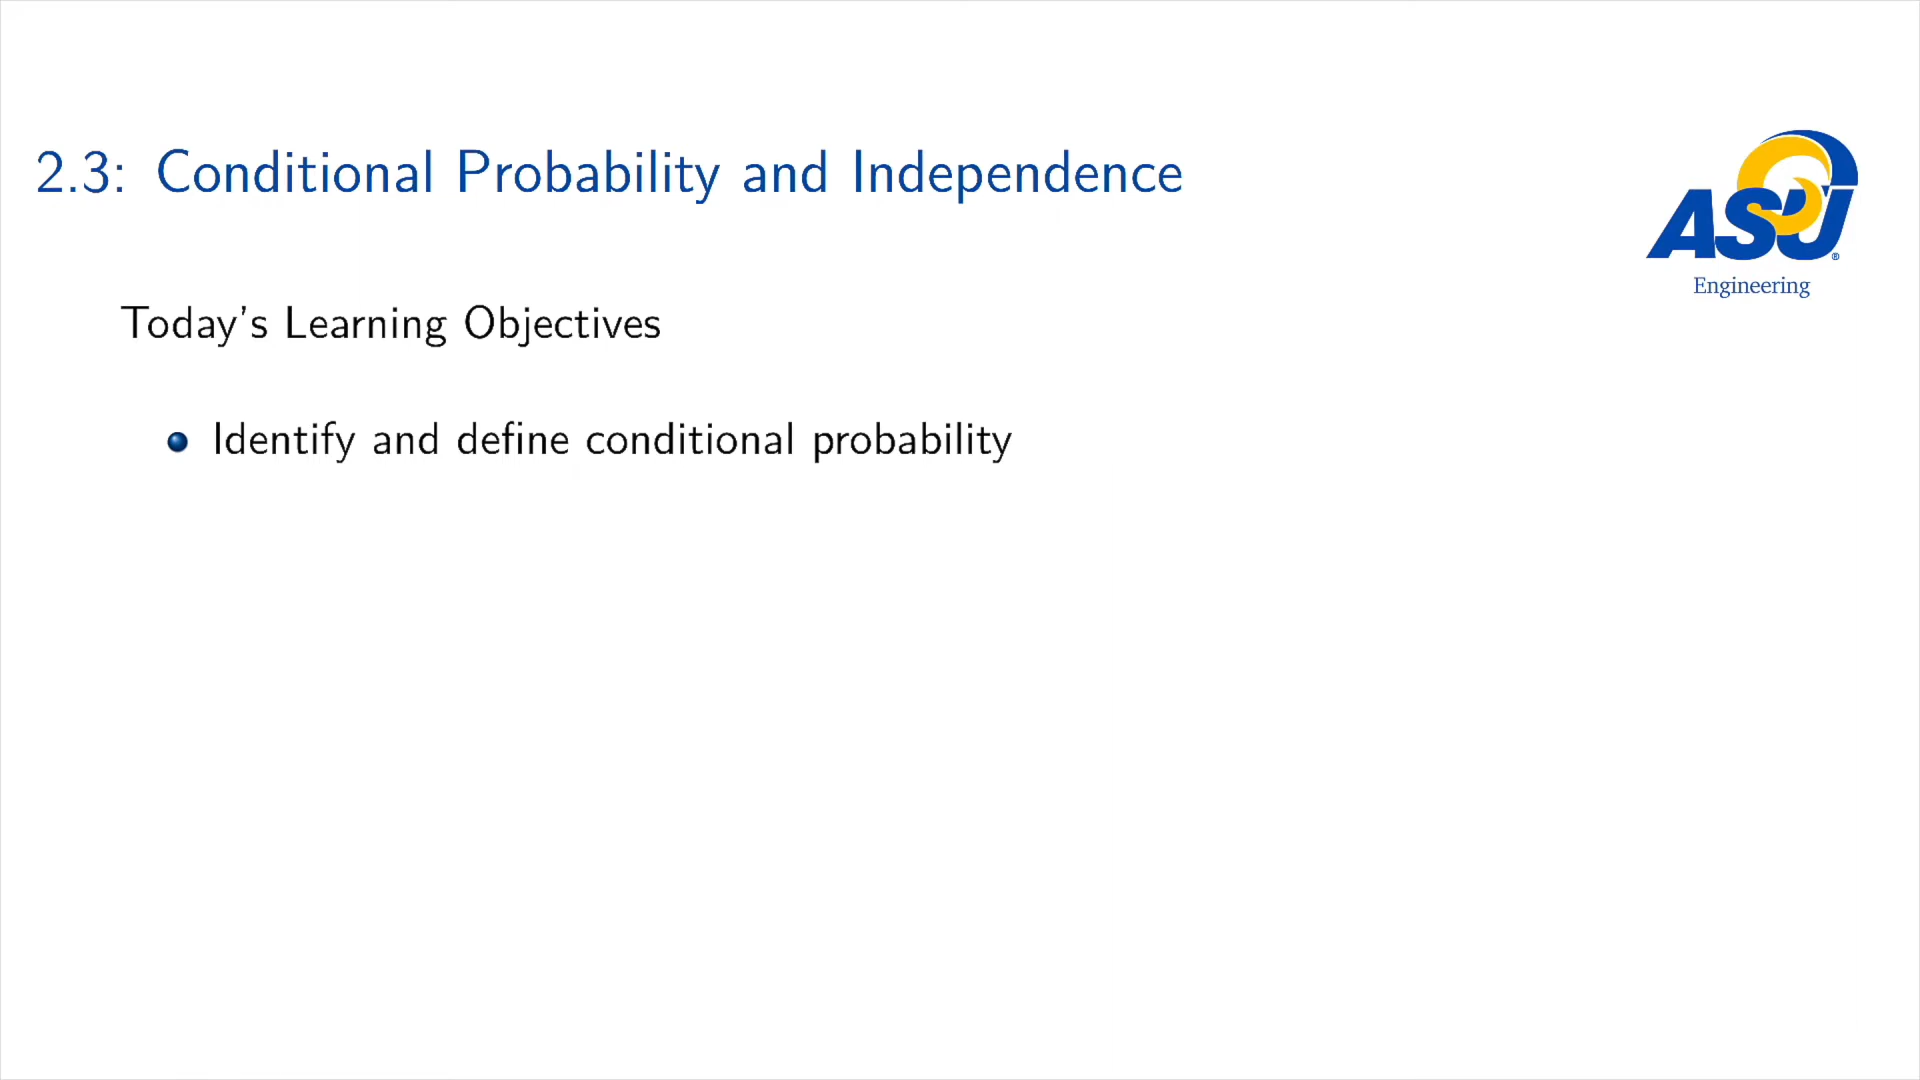 2.3: Conditional Probability and Independence
ASU®
Engineering
Today's Learning Objectives
Identify and define conditional probability